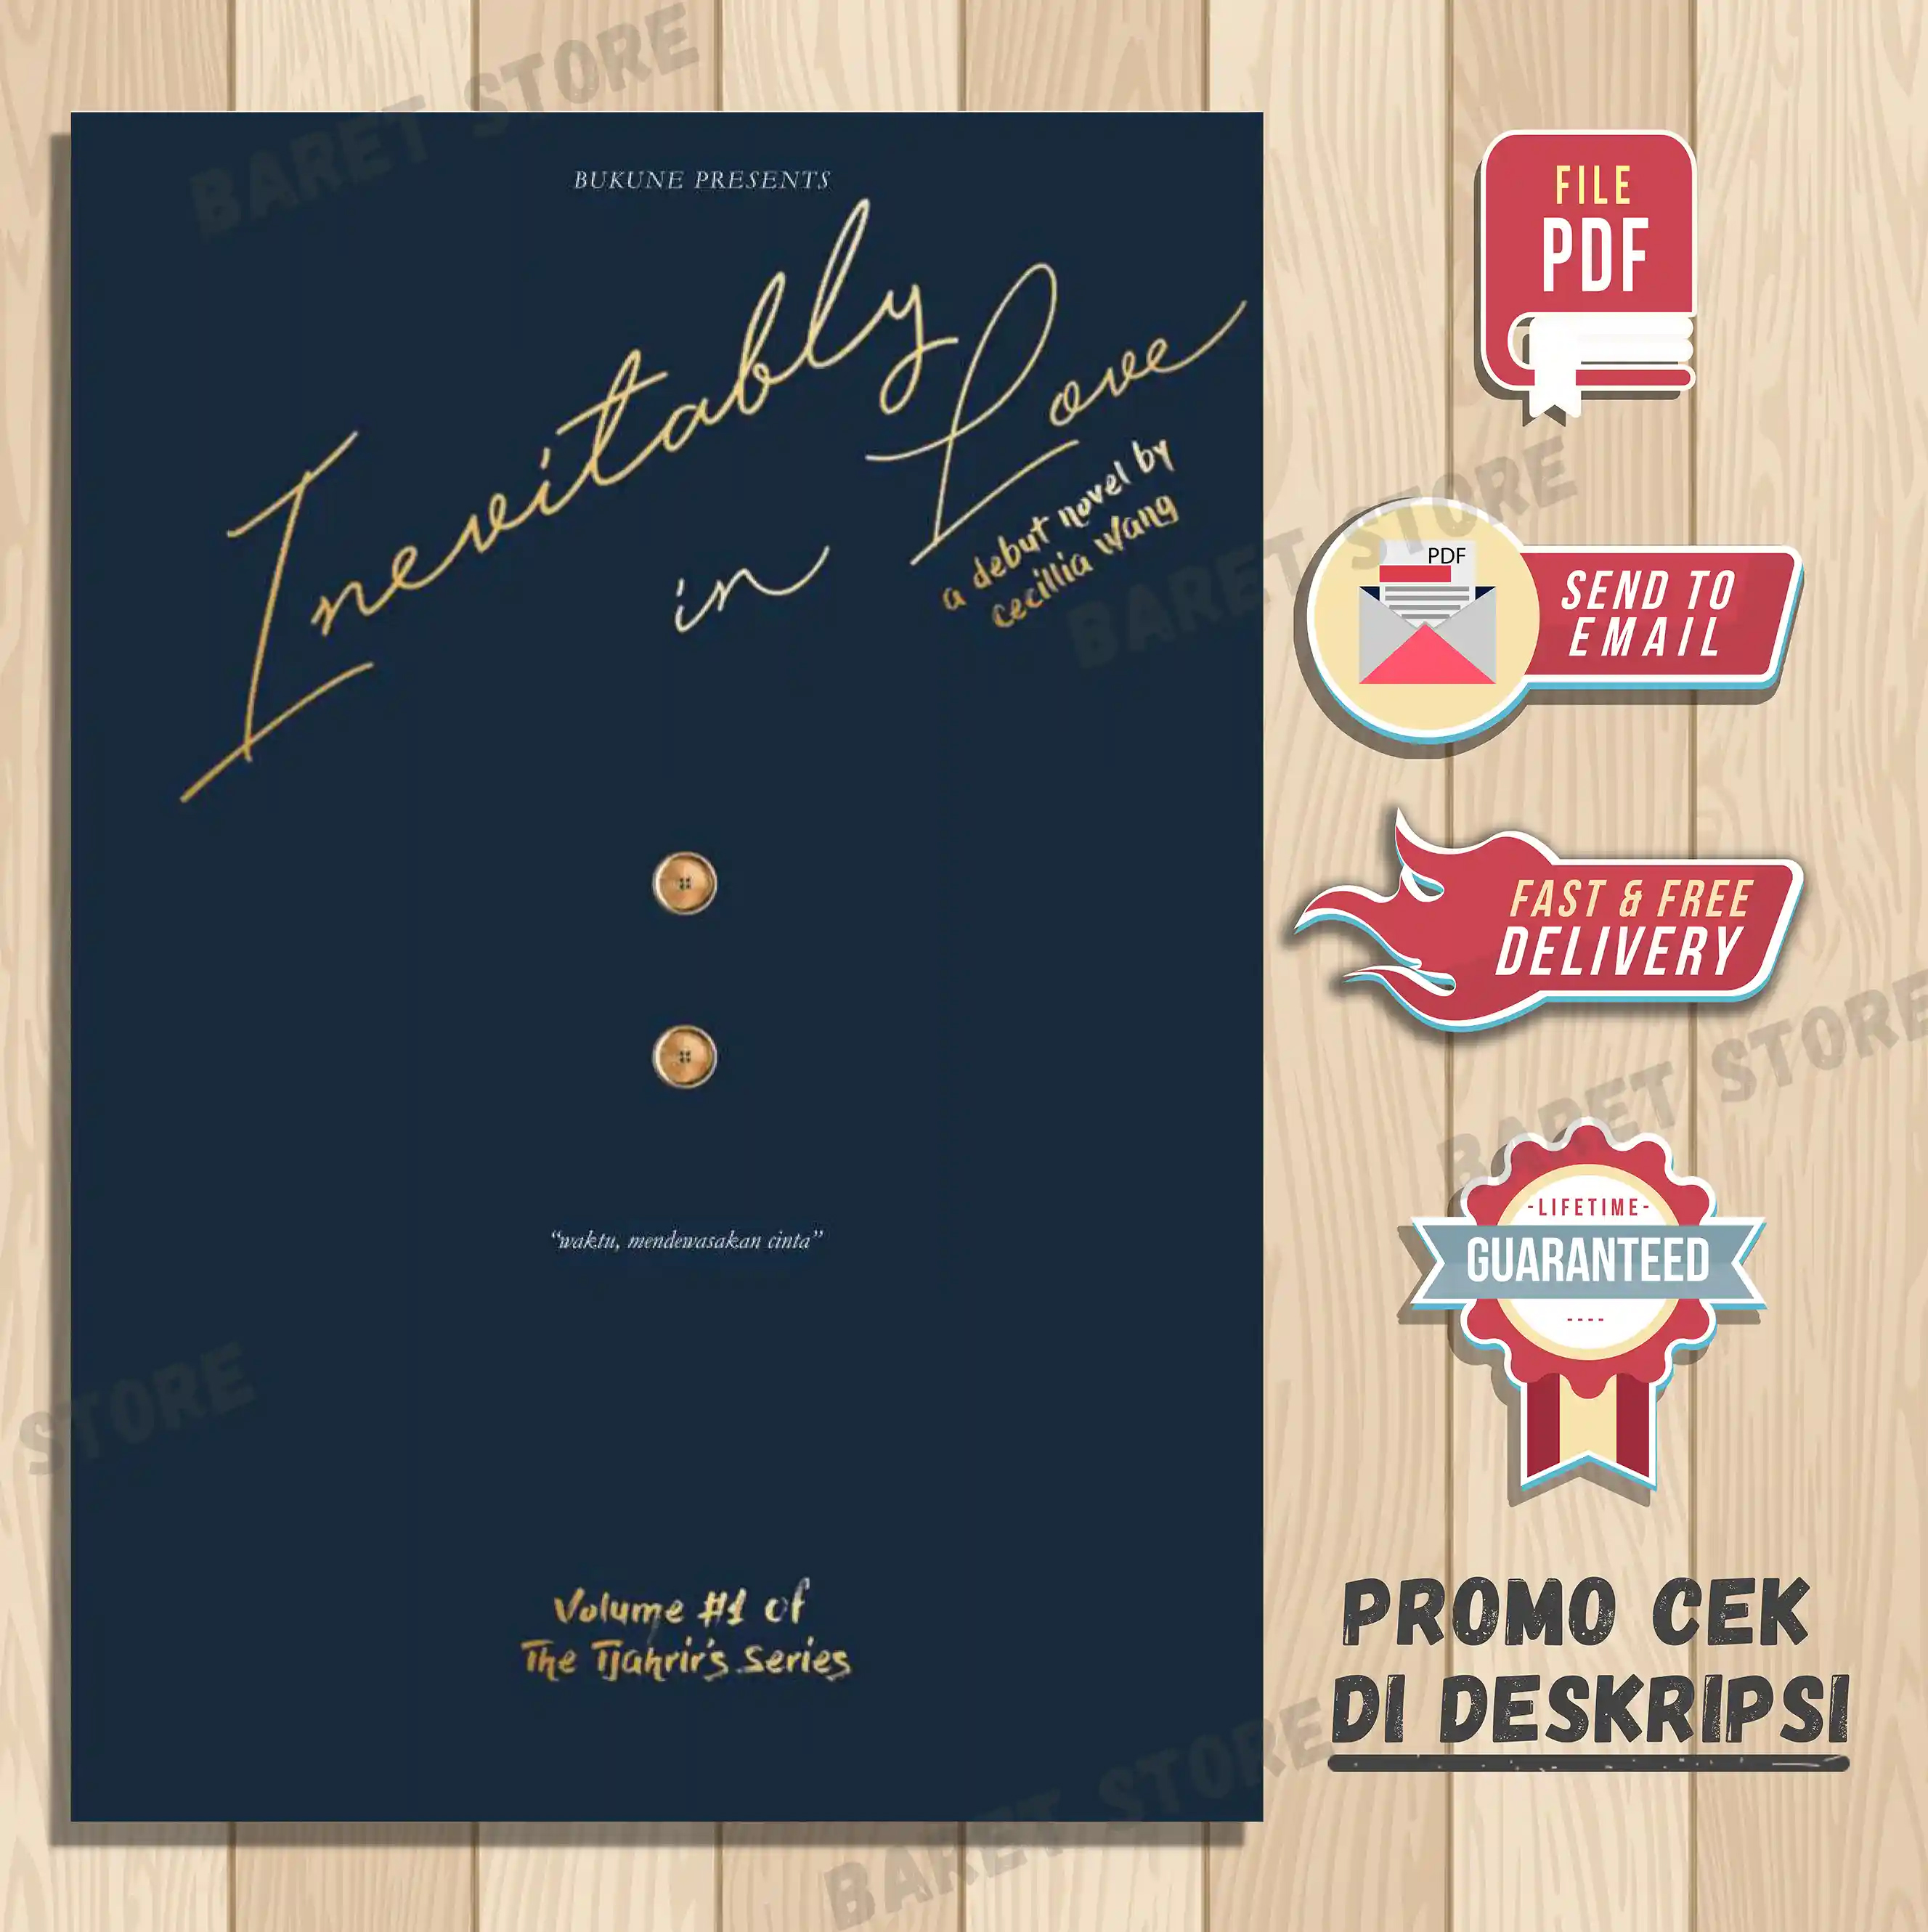 BUKUNE PRESENTS
Inevitably
in Love
a debut novel by
cecillia wang
“waktu, mendewasakan cinta”
Volume #1 of
The Tjahrir's Series
FILE
PDF
PDF
SEND TO
EMAIL
FAST & FREE
DELIVERY
-LIFETIME-
GUARANTEED
----
PROMO CEK
DI DESKRIPSI
BARET STORE
BARET STORE
BARET STORE
STORE
BARET STORE